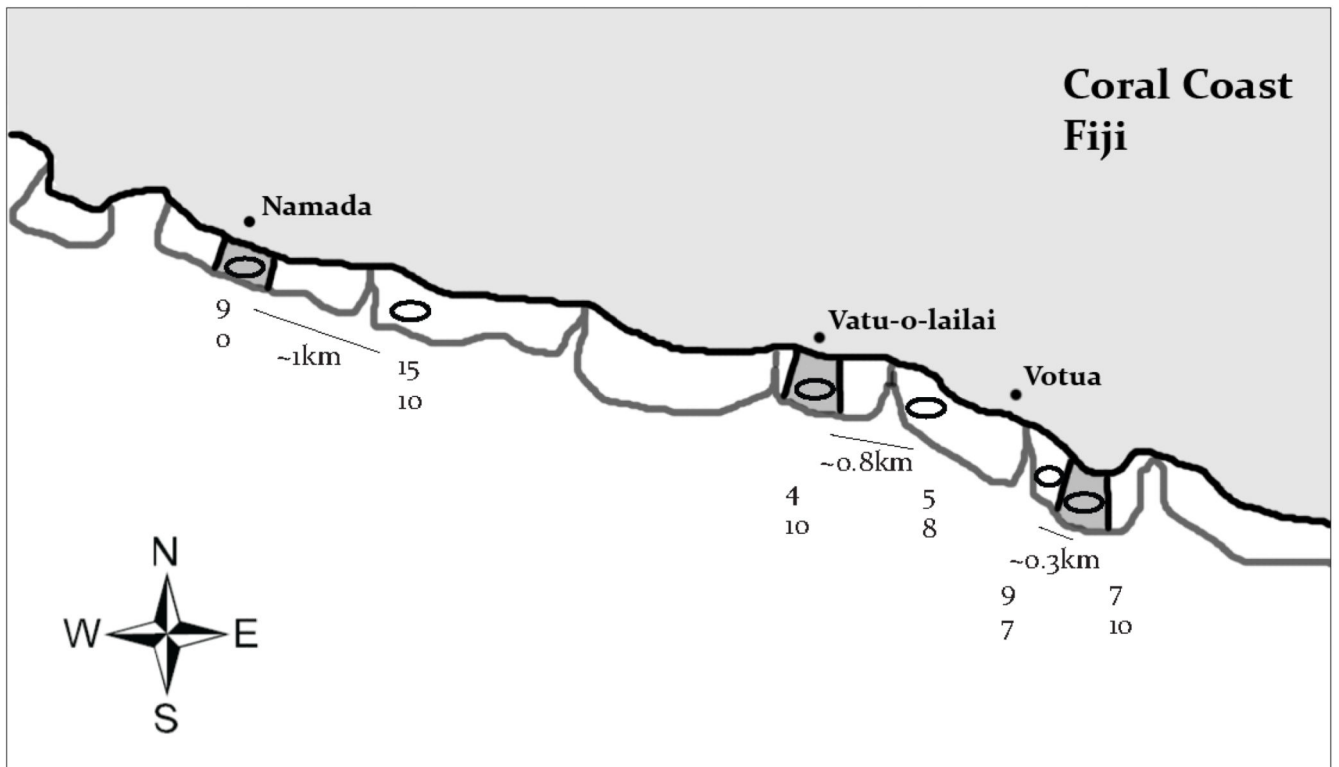 Coral Coast
Fiji
Namada
9
0
~1km
15
10
Vatu-o-lailai
Votua
~0.8km
4
10
5
8
~0.3km
9
7
7
10
N
W
E
S